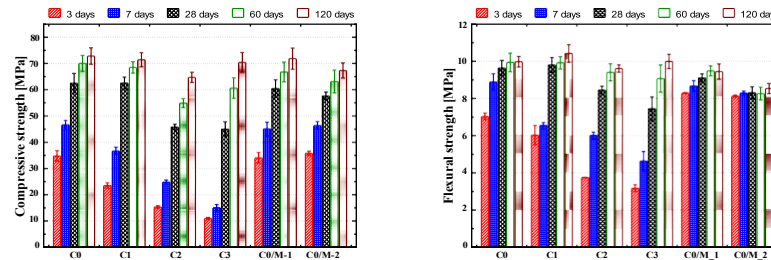 3 days 7 days 28 days 60 days 120 days
Compressive strength [MPa]
80
70
60
50
40
30
20
10
0
C0 C1 C2 C3 C0/M-1 C0/M-2
3 days 7 days 28 days 60 days 120 days
Flexural strength [MPa]
12
10
8
6
4
2
0
C0 C1 C2 C3 C0/M_1 C0/M_2